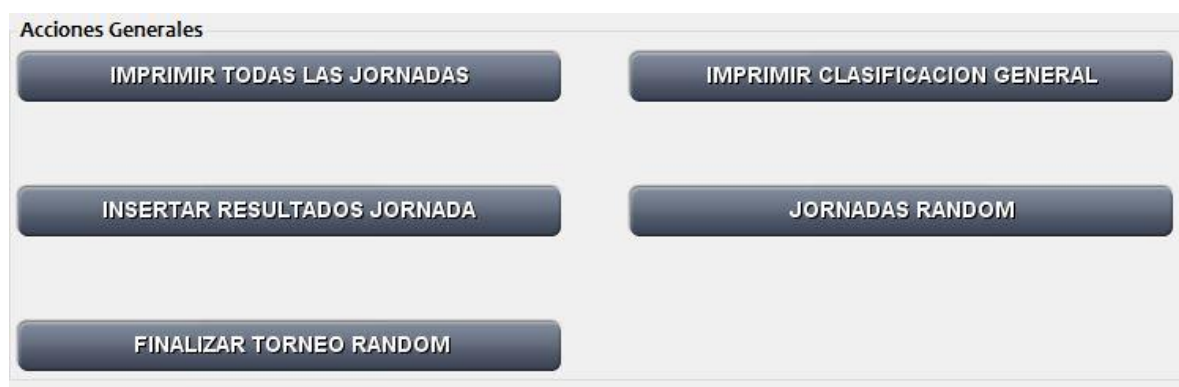 Acciones Generales
IMPRIMIR TODAS LAS JORNADAS
IMPRIMIR CLASIFICACION GENERAL
INSERTAR RESULTADOS JORNADA
JORNADAS RANDOM
FINALIZAR TORNEO RANDOM